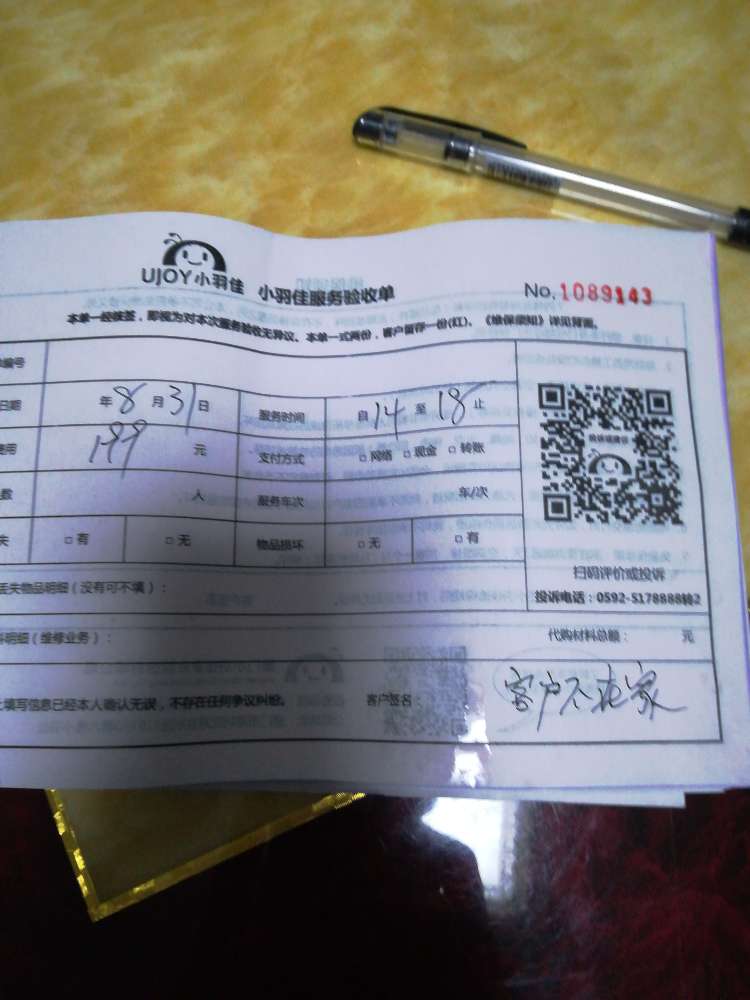 UJOY小羽佳 小羽佳服务验收单 No.1089143
本单一经接签,即视为对本次服务验收无异议。本单一式两份,客户留存一份(红)。《维保须知》详见背面。
编号
日期 年8月31日 服务时间 自14至18止
费用 199 元 支付方式 □网络 □现金 □转账
数 人 服务车次 年/次
失 □有 □无 物品损坏 □无 □有
扫码评价或投诉
投诉电话:0592-5178888转2
丢失物品明细(没有可不填):
料明细(维修业务): 代购材料总额: 元
上填写信息已经本人确认无误,不存在任何争议纠纷。 客户签名: 客户不在家